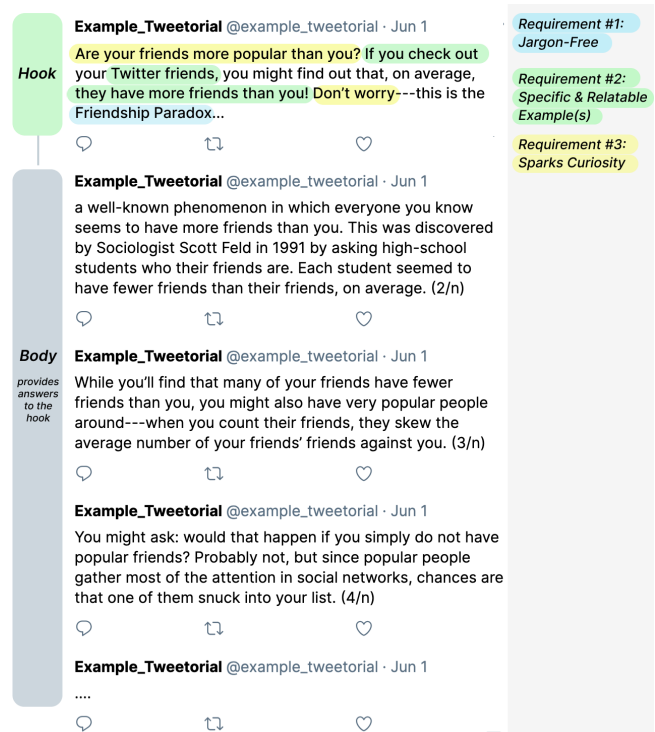 Hook
Example_Tweetorial @example_tweetorial · Jun 1
Are your friends more popular than you? If you check out
your Twitter friends, you might find out that, on average,
they have more friends than you! Don't worry---this is the
Friendship Paradox...
Requirement #1:
Jargon-Free
Requirement #2:
Specific & Relatable
Example(s)
Requirement #3:
Sparks Curiosity
Body
provides
answers
to the
hook
Example_Tweetorial @example_tweetorial · Jun 1
a well-known phenomenon in which everyone you know
seems to have more friends than you. This was discovered
by Sociologist Scott Feld in 1991 by asking high-school
students who their friends are. Each student seemed to
have fewer friends than their friends, on average. (2/n)
Example_Tweetorial @example_tweetorial · Jun 1
While you'll find that many of your friends have fewer
friends than you, you might also have very popular people
around---when you count their friends, they skew the
average number of your friends' friends against you. (3/n)
Example_Tweetorial @example_tweetorial · Jun 1
You might ask: would that happen if you simply do not have
popular friends? Probably not, but since popular people
gather most of the attention in social networks, chances are
that one of them snuck into your list. (4/n)
Example_Tweetorial @example_tweetorial · Jun 1
....